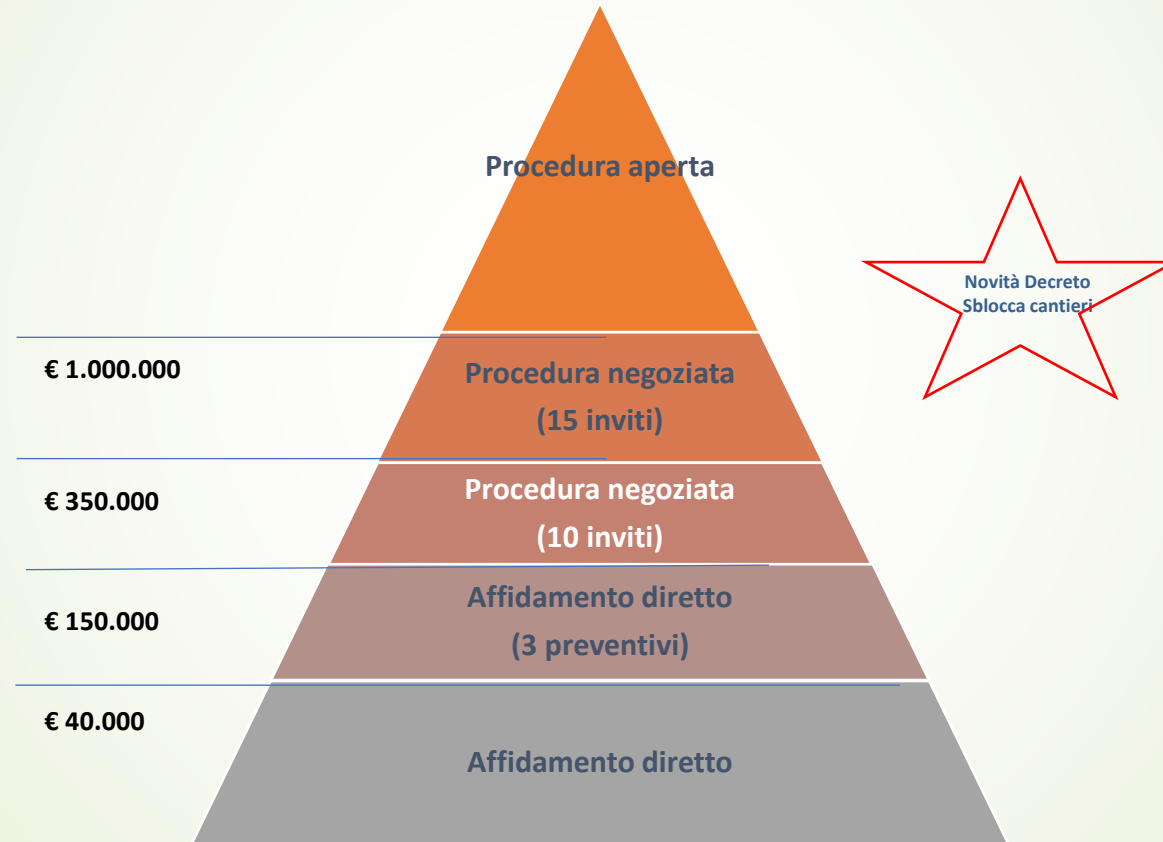 Procedura aperta
Novità Decreto
Sblocca cantieri
€ 1.000.000
Procedura negoziata
(15 inviti)
€ 350.000
Procedura negoziata
(10 inviti)
€ 150.000
Affidamento diretto
(3 preventivi)
€ 40.000
Affidamento diretto